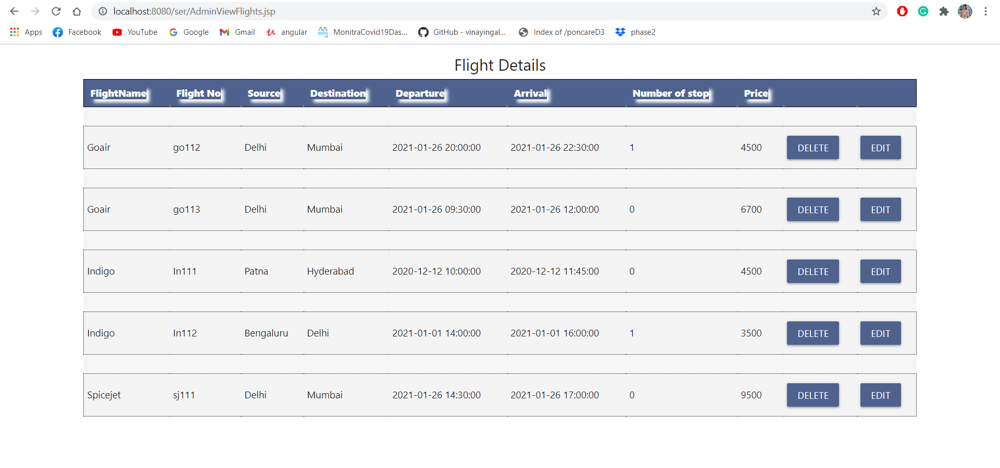 localhost:8080/ser/AdminViewFlights.jsp
Apps Facebook YouTube Google Gmail angular MonitraCovid19Das... GitHub - vinayingal... Index of /poncareD3 phase2
Flight Details
FlightName Flight No Source Destination Departure Arrival Number of stop Price
Goair go112 Delhi Mumbai 2021-01-26 20:00:00 2021-01-26 22:30:00 1 4500 DELETE EDIT
Goair go113 Delhi Mumbai 2021-01-26 09:30:00 2021-01-26 12:00:00 0 6700 DELETE EDIT
Indigo In111 Patna Hyderabad 2020-12-12 10:00:00 2020-12-12 11:45:00 0 4500 DELETE EDIT
Indigo In112 Bengaluru Delhi 2021-01-01 14:00:00 2021-01-01 16:00:00 1 3500 DELETE EDIT
Spicejet sj111 Delhi Mumbai 2021-01-26 14:30:00 2021-01-26 17:00:00 0 9500 DELETE EDIT